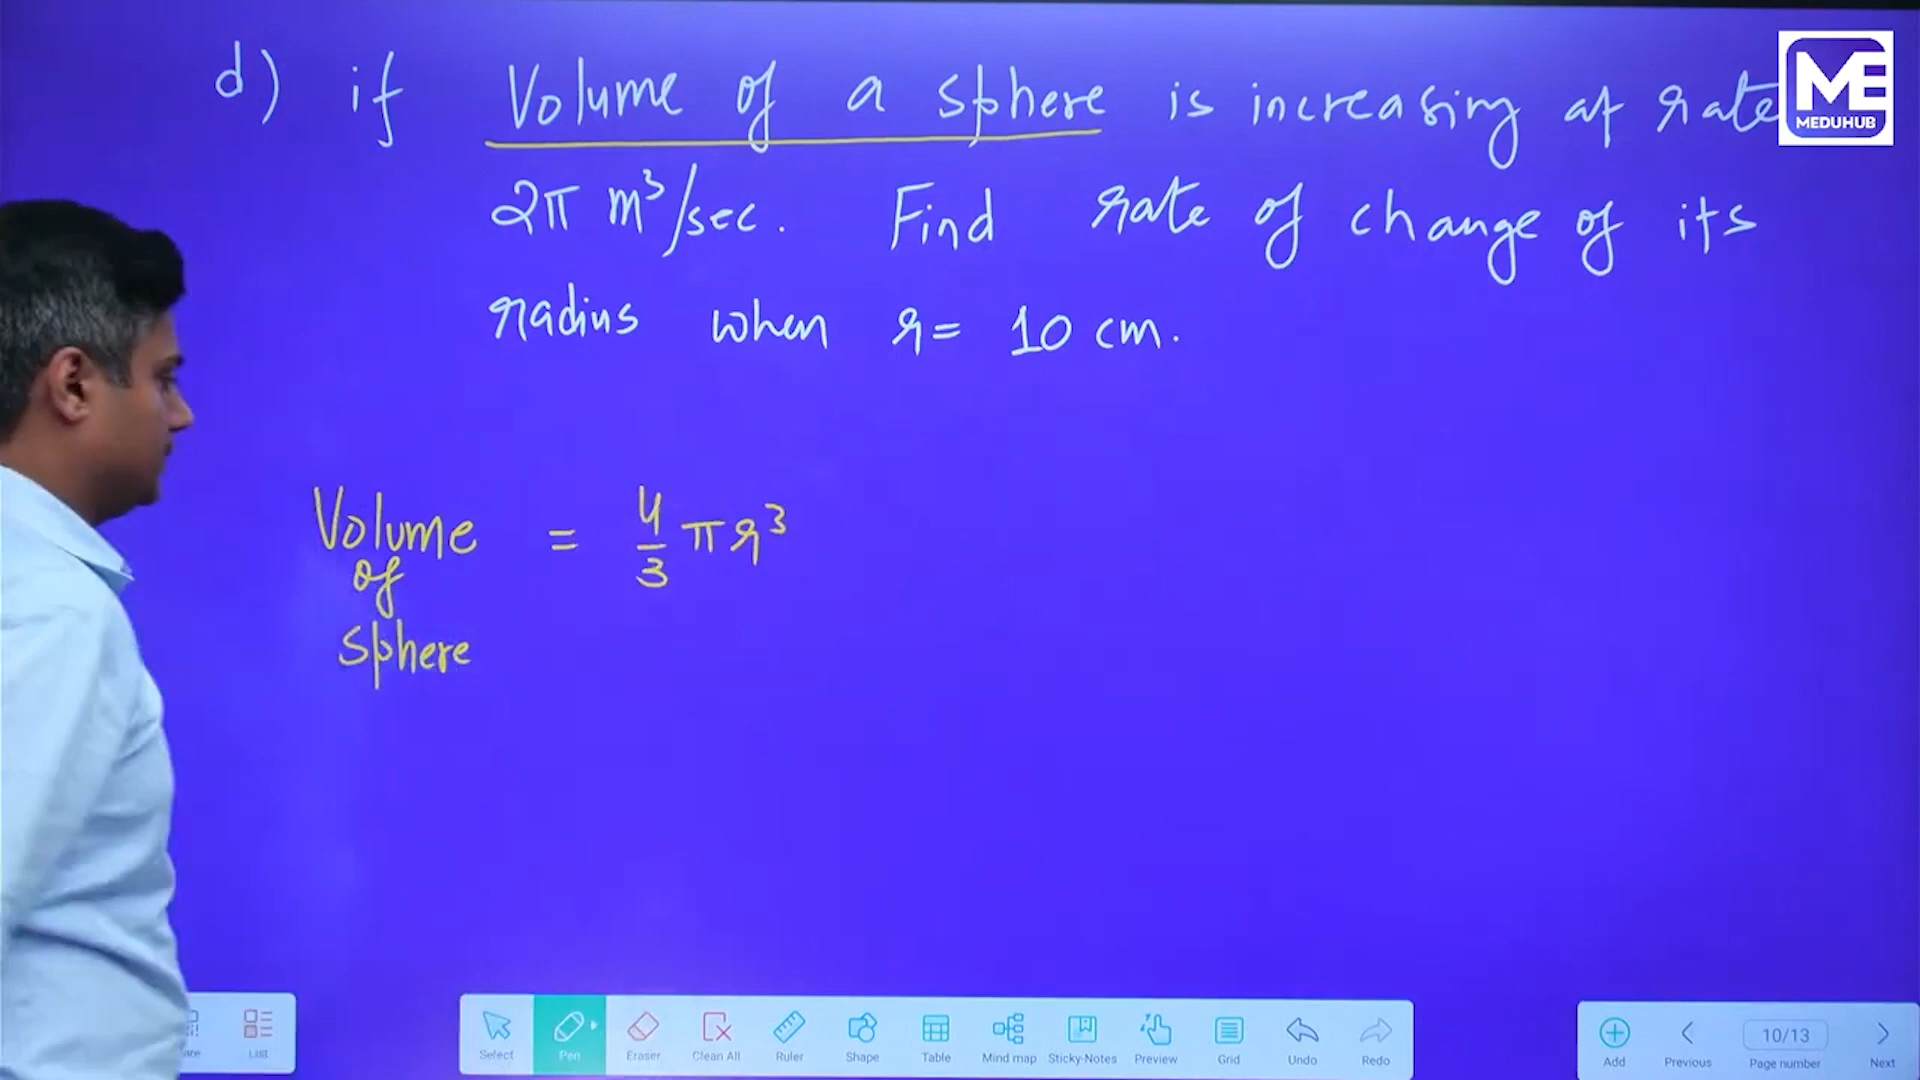 d) if Volume of a sphere is increasing at rate
2π m³/sec. Find rate of change of its
radius when r = 10 cm.
Volume of sphere = 4/3 πr³
ME
MEDUHUB
List
Select
Pen
Eraser
Clean All
Ruler
Shape
Table
Mind map
Sticky-Notes
Preview
Grid
Undo
Redo
Add
Previous
10/13
Page number
Next